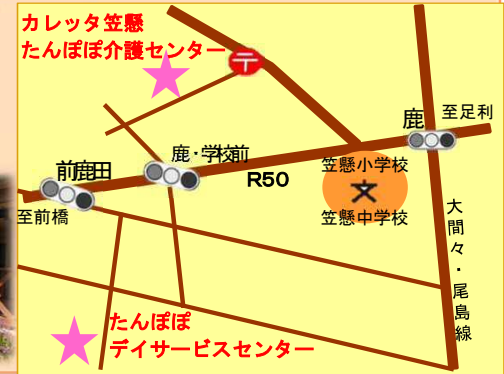 カレッタ笠懸
たんぽぽ介護センター
〒
鹿
至足利
鹿・学校前
前鹿田
R50
笠懸小学校
文
笠懸中学校
至前橋
大間々・尾島線
たんぽぽ
デイサービスセンター